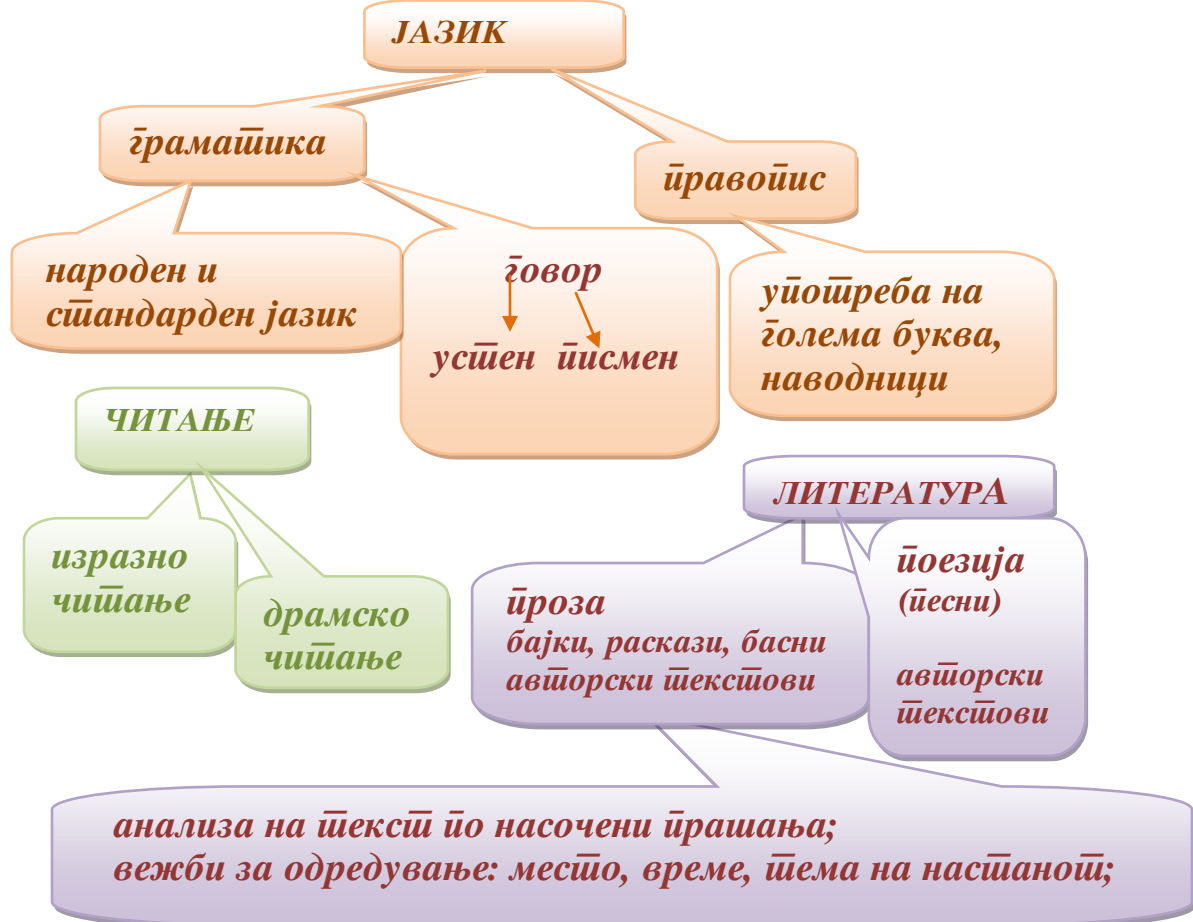 ЈАЗИК
граматика
правопис
народен и
стандарден јазик
говор
устен писмен
употреба на
голема буква,
наводници
ЧИТАЊЕ
изразно
читање
драмско
читање
ЛИТЕРАТУРА
проза
бајки, раскази, басни
авторски текстови
поезија
(песни)
авторски
текстови
анализа на текст по насочени прашања;
вежби за одредување: место, време, тема на настанот;